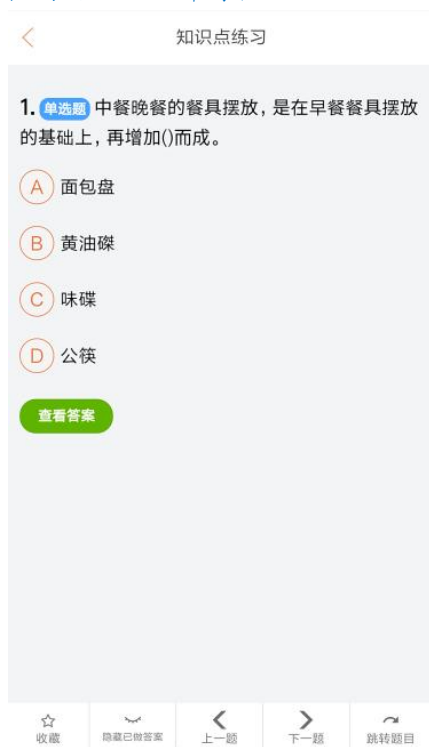 知识点练习
1. 单选题 中餐晚餐的餐具摆放，是在早餐餐具摆放
的基础上，再增加()而成。
A 面包盘
B 黄油磔
C 味碟
D 公筷
查看答案
收藏
隐藏已做答案
上一题
下一题
跳转题目